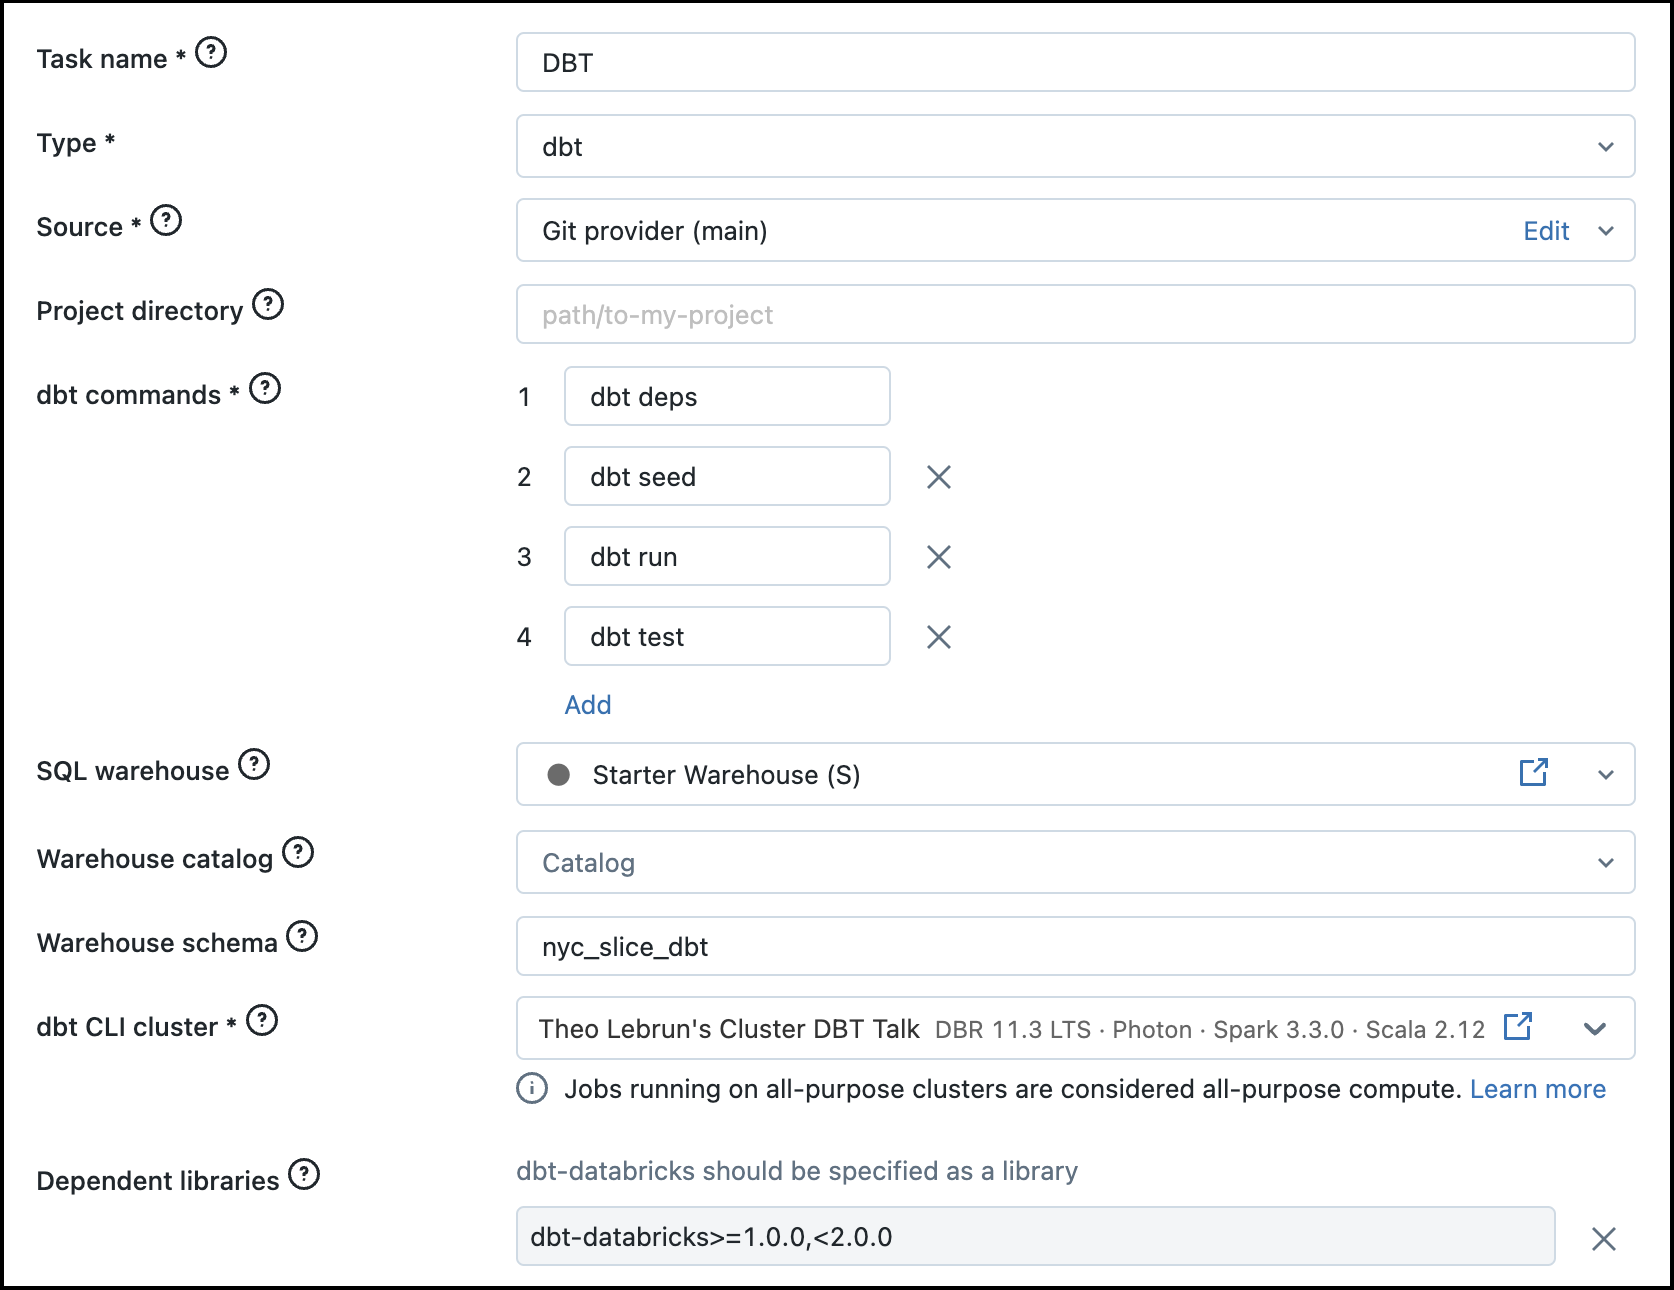 Task name * ?
DBT
Type *
dbt
Source * ?
Git provider (main) Edit
Project directory ?
path/to-my-project
dbt commands * ?
1 dbt deps
2 dbt seed
3 dbt run
4 dbt test
Add
SQL warehouse ?
Starter Warehouse (S)
Warehouse catalog ?
Catalog
Warehouse schema ?
nyc_slice_dbt
dbt CLI cluster * ?
Theo Lebrun's Cluster DBT Talk DBR 11.3 LTS · Photon · Spark 3.3.0 · Scala 2.12
Jobs running on all-purpose clusters are considered all-purpose compute. Learn more
Dependent libraries ?
dbt-databricks should be specified as a library
dbt-databricks>=1.0.0,<2.0.0